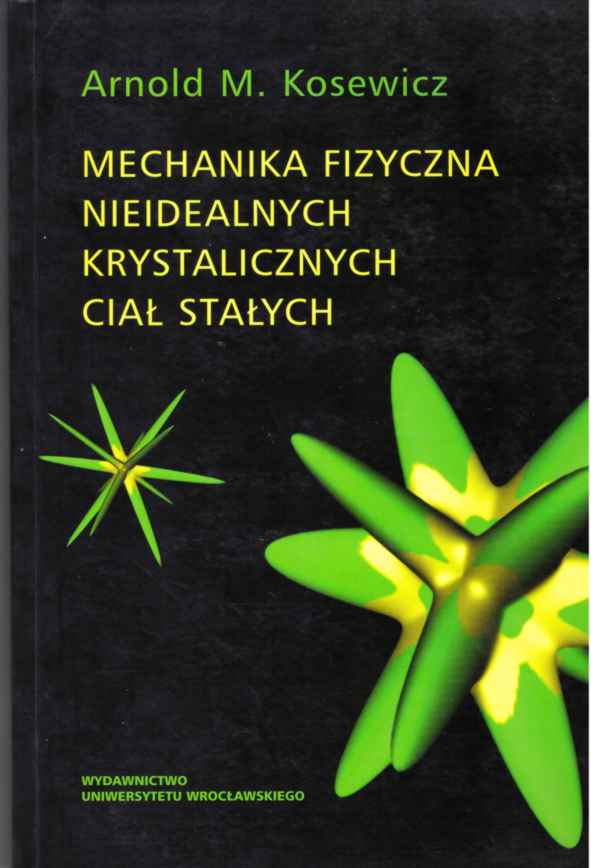 Arnold M. Kosewicz
MECHANIKA FIZYCZNA
NIEIDEALNYCH
KRYSTALICZNYCH
CIAŁ STAŁYCH
WYDAWNICTWO
UNIWERSYTETU WROCŁAWSKIEGO